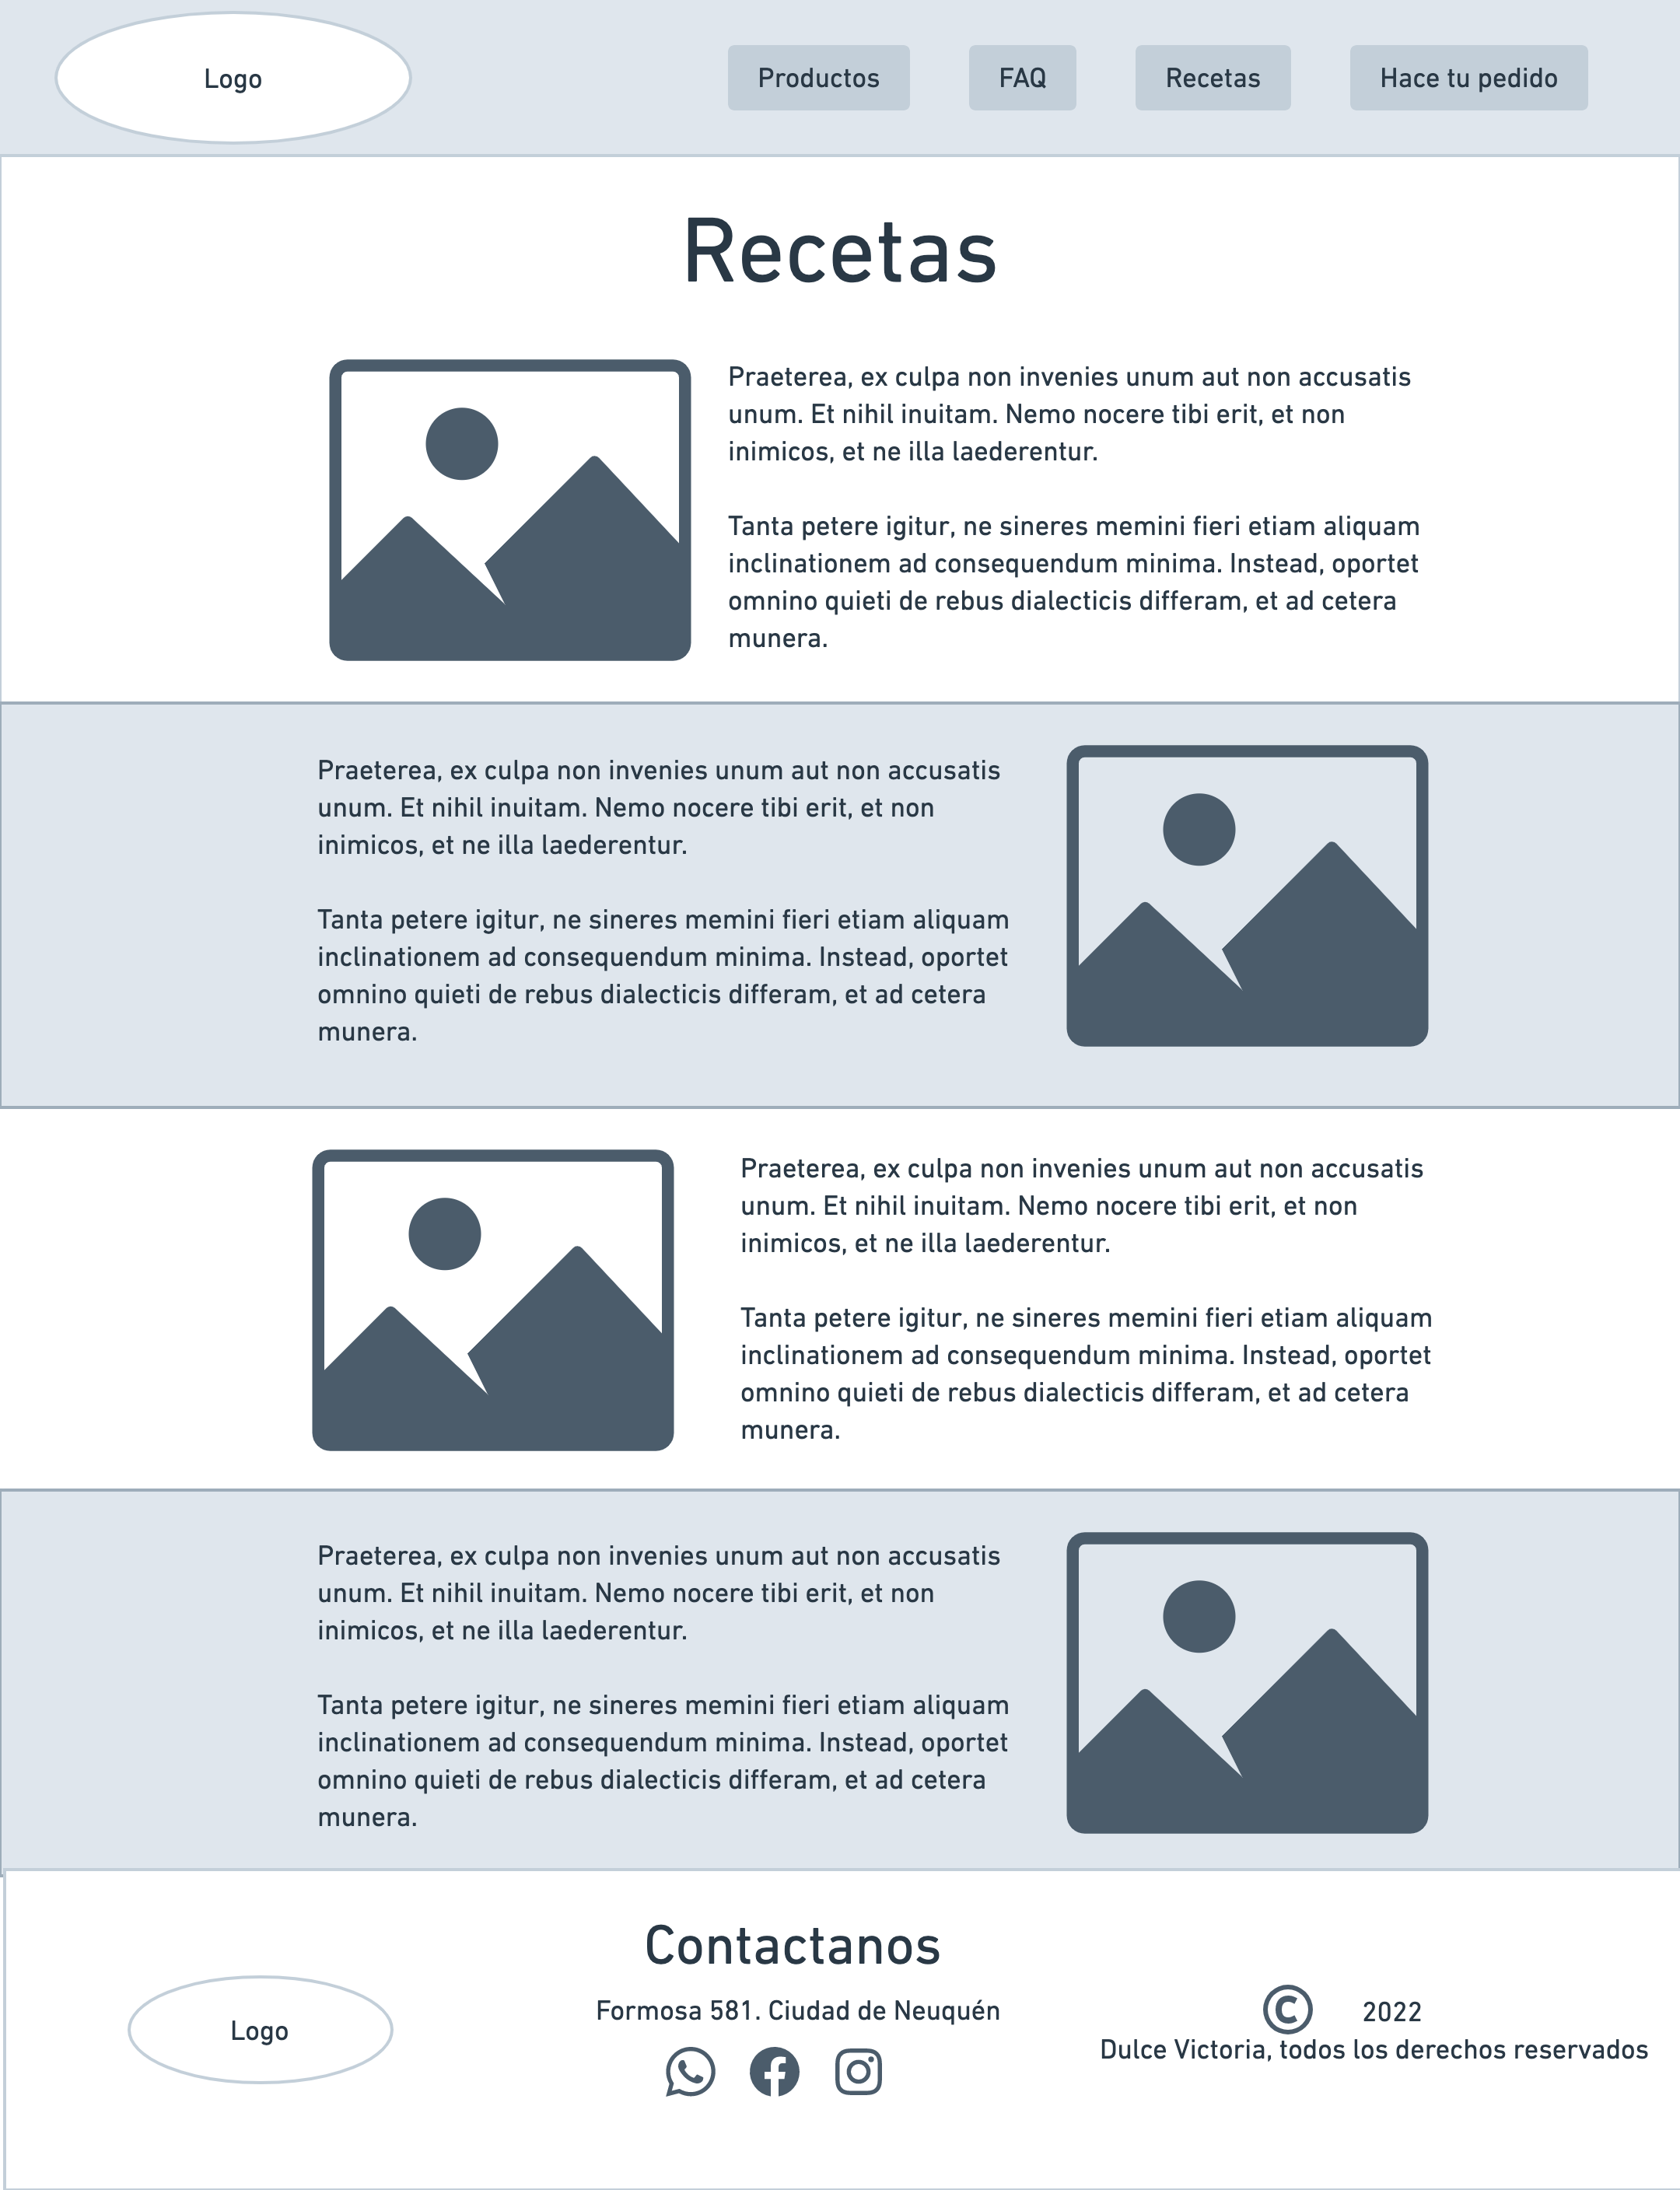 Logo
Productos
FAQ
Recetas
Hace tu pedido
Recetas
Praeterea, ex culpa non invenies unum aut non accusatis
unum. Et nihil inuitam. Nemo nocere tibi erit, et non
inimicos, et ne illa laederentur.
Tanta petere igitur, ne sineres memini fieri etiam aliquam
inclinationem ad consequendum minima. Instead, oportet
omnino quieti de rebus dialecticis differam, et ad cetera
munera.
Praeterea, ex culpa non invenies unum aut non accusatis
unum. Et nihil inuitam. Nemo nocere tibi erit, et non
inimicos, et ne illa laederentur.
Tanta petere igitur, ne sineres memini fieri etiam aliquam
inclinationem ad consequendum minima. Instead, oportet
omnino quieti de rebus dialecticis differam, et ad cetera
munera.
Praeterea, ex culpa non invenies unum aut non accusatis
unum. Et nihil inuitam. Nemo nocere tibi erit, et non
inimicos, et ne illa laederentur.
Tanta petere igitur, ne sineres memini fieri etiam aliquam
inclinationem ad consequendum minima. Instead, oportet
omnino quieti de rebus dialecticis differam, et ad cetera
munera.
Praeterea, ex culpa non invenies unum aut non accusatis
unum. Et nihil inuitam. Nemo nocere tibi erit, et non
inimicos, et ne illa laederentur.
Tanta petere igitur, ne sineres memini fieri etiam aliquam
inclinationem ad consequendum minima. Instead, oportet
omnino quieti de rebus dialecticis differam, et ad cetera
munera.
Logo
Contactanos
Formosa 581. Ciudad de Neuquén
© 2022
Dulce Victoria, todos los derechos reservados